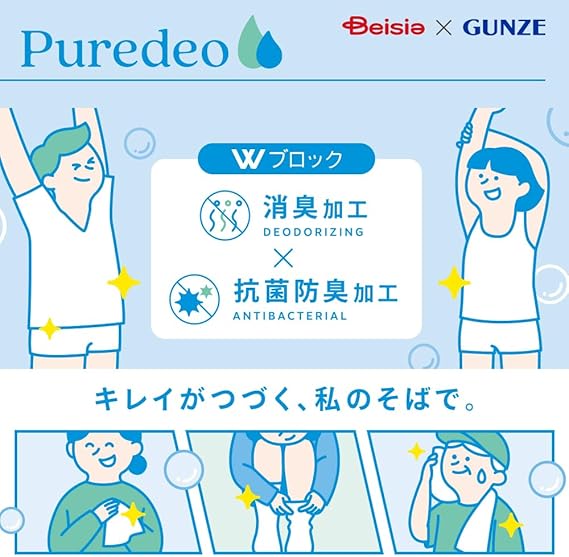 Puredeo
Beisia × GUNZE
Wブロック
消臭加工
DEODORIZING
×
抗菌防臭加工
ANTIBACTERIAL
キレイがつづく、私のそばで。